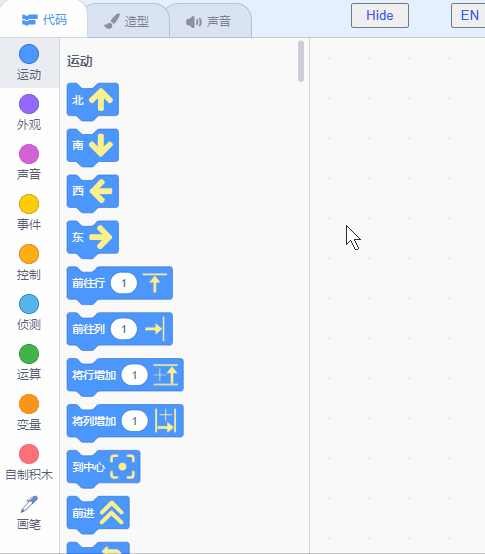 代码 造型 声音 Hide EN
运动
运动
外观
声音
事件
控制
侦测
运算
变量
自制积木
画笔
北
南
西
东
前往行 1
前往列 1
将行增加 1
将列增加 1
到中心
前进